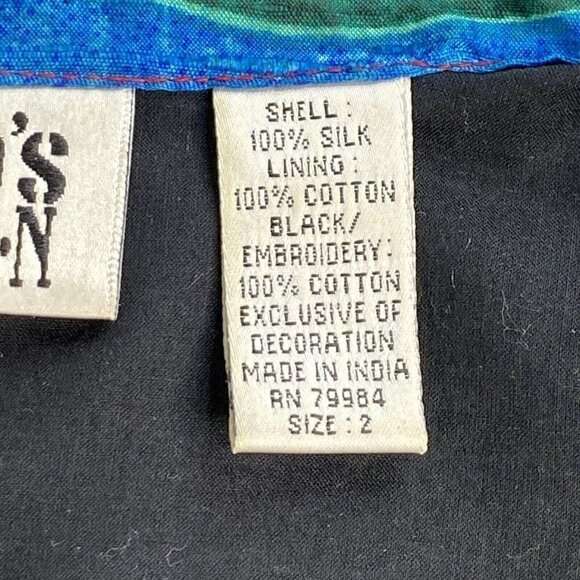 'S
.N
SHELL:
100% SILK
LINING:
100% COTTON
BLACK/
EMBROIDERY:
100% COTTON
EXCLUSIVE OF
DECORATION
MADE IN INDIA
RN 79984
SIZE: 2